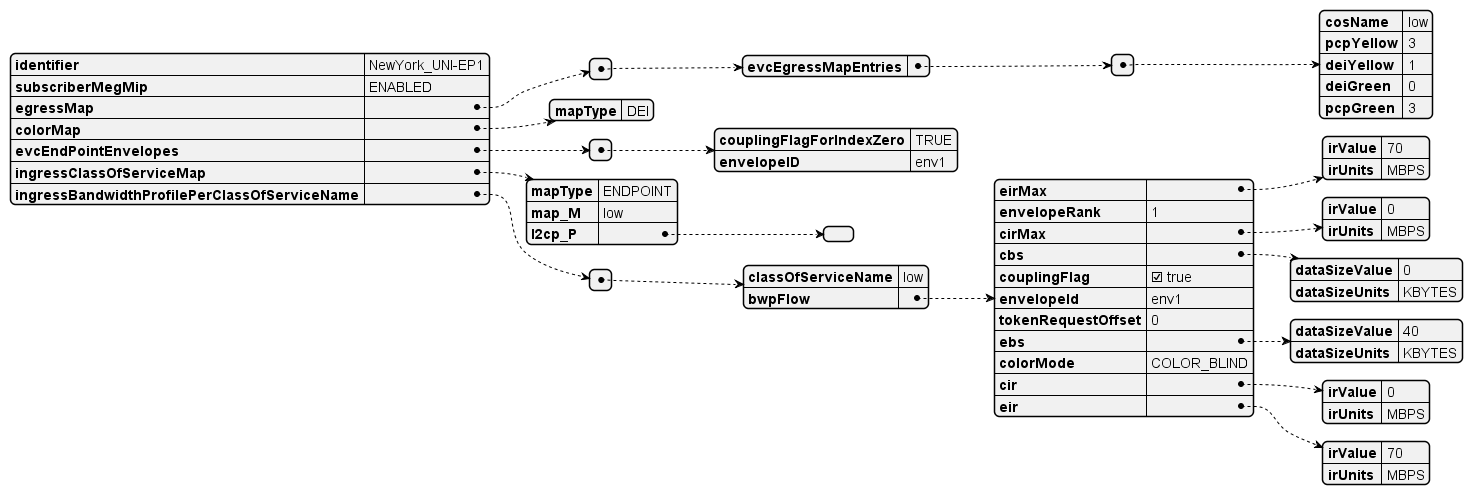 identifier NewYork_UNI-EP1
subscriberMegMip ENABLED
egressMap
colorMap
evcEndPointEnvelopes
ingressClassOfServiceMap
ingressBandwidthProfilePerClassOfServiceName
evcEgressMapEntries
cosName low
pcpYellow 3
deiYellow 1
deiGreen 0
pcpGreen 3
mapType DEI
couplingFlagForIndexZero TRUE
envelopeID env1
mapType ENDPOINT
map_M low
l2cp_P
classOfServiceName low
bwpFlow
eirMax
envelopeRank 1
cirMax
cbs
couplingFlag ☑ true
envelopeId env1
tokenRequestOffset 0
ebs
colorMode COLOR_BLIND
cir
eir
irValue 70
irUnits MBPS
irValue 0
irUnits MBPS
dataSizeValue 0
dataSizeUnits KBYTES
dataSizeValue 40
dataSizeUnits KBYTES
irValue 0
irUnits MBPS
irValue 70
irUnits MBPS